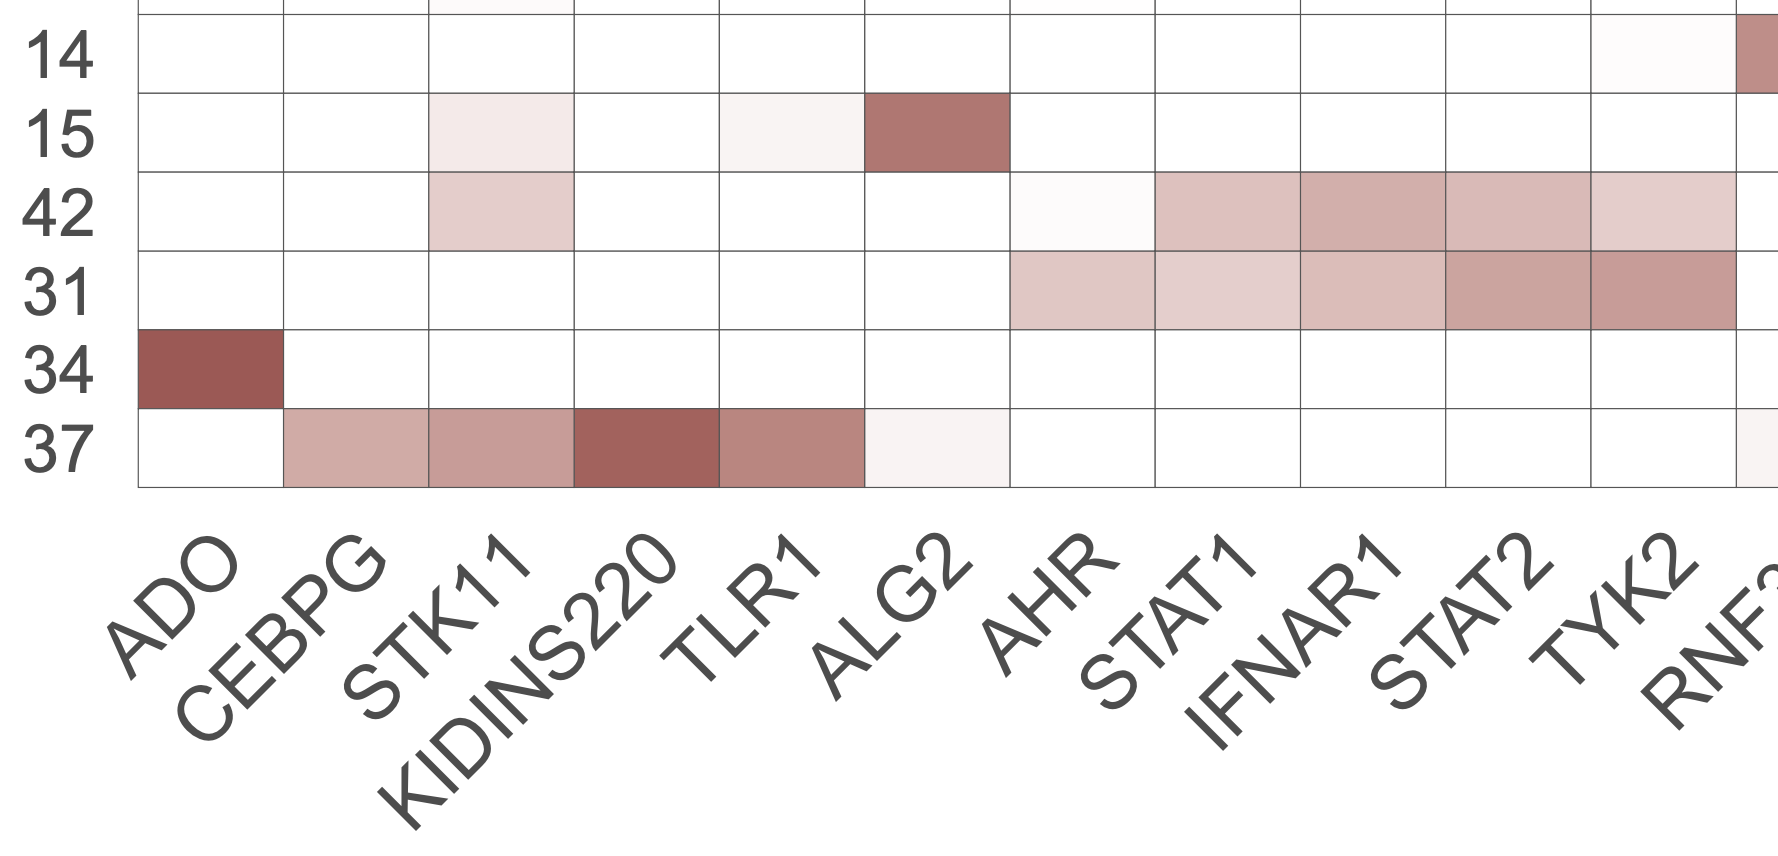 14
15
42
31
34
37
ADO
CEBPG
STK11
KIDINS220
TLR1
ALG2
AHR
STAT1
IFNAR1
STAT2
TYK2